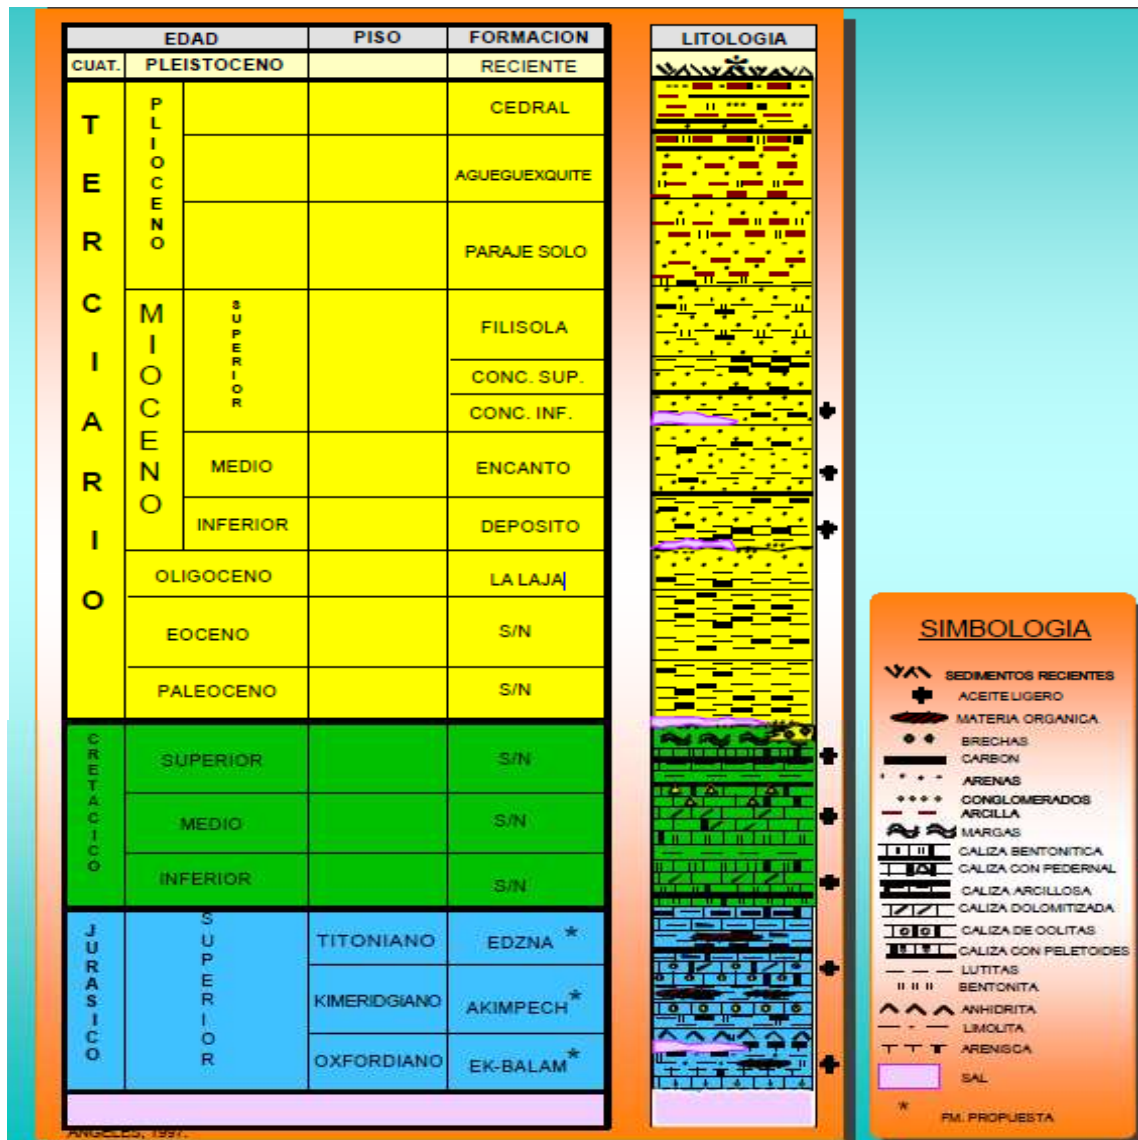 EDAD PISO FORMACION LITOLOGIA
CUAT. PLEISTOCENO RECIENTE
TERCIARIO
PLIOCENO
CEDRAL
AGUEGUEXQUITE
PARAJE SOLO
MIOCENO
SUPERIOR
FILISOLA
CONC. SUP.
CONC. INF.
MEDIO ENCANTO
INFERIOR DEPOSITO
OLIGOCENO LA LAJA
EOCENO S/N
PALEOCENO S/N
CRETACICO
SUPERIOR S/N
MEDIO S/N
INFERIOR S/N
JURASICO
SUPERIOR
TITONIANO EDZNA *
KIMERIDGIANO AKIMPECH *
OXFORDIANO EK-BALAM *
ANGELES, 1997.
SIMBOLOGIA
SEDIMENTOS RECIENTES
ACEITE LIGERO
MATERIA ORGANICA
BRECHAS
CARBON
ARENAS
CONGLOMERADOS
ARCILLA
MARGAS
CALIZA BENTONITICA
CALIZA CON PEDERNAL
CALIZA ARCILLOSA
CALIZA DOLOMITIZADA
CALIZA DE OOLITAS
CALIZA CON PELETOIDES
LUTITAS
BENTONITA
ANHIDRITA
LIMOLITA
ARENISCA
SAL
* FM. PROPUESTA